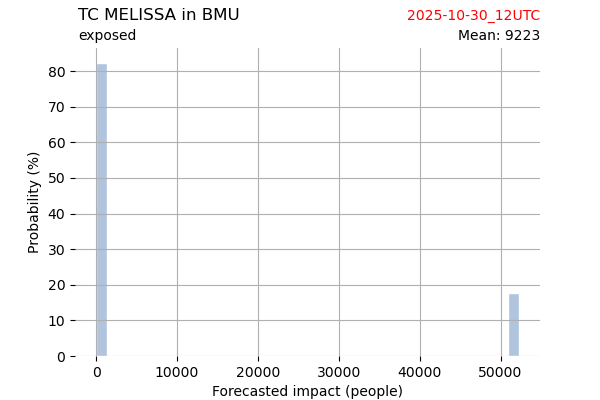 TC MELISSA in BMU
2025-10-30_12UTC
exposed
Mean: 9223
80
70
60
50
40
30
20
10
0
Probability (%)
0 10000 20000 30000 40000 50000
Forecasted impact (people)